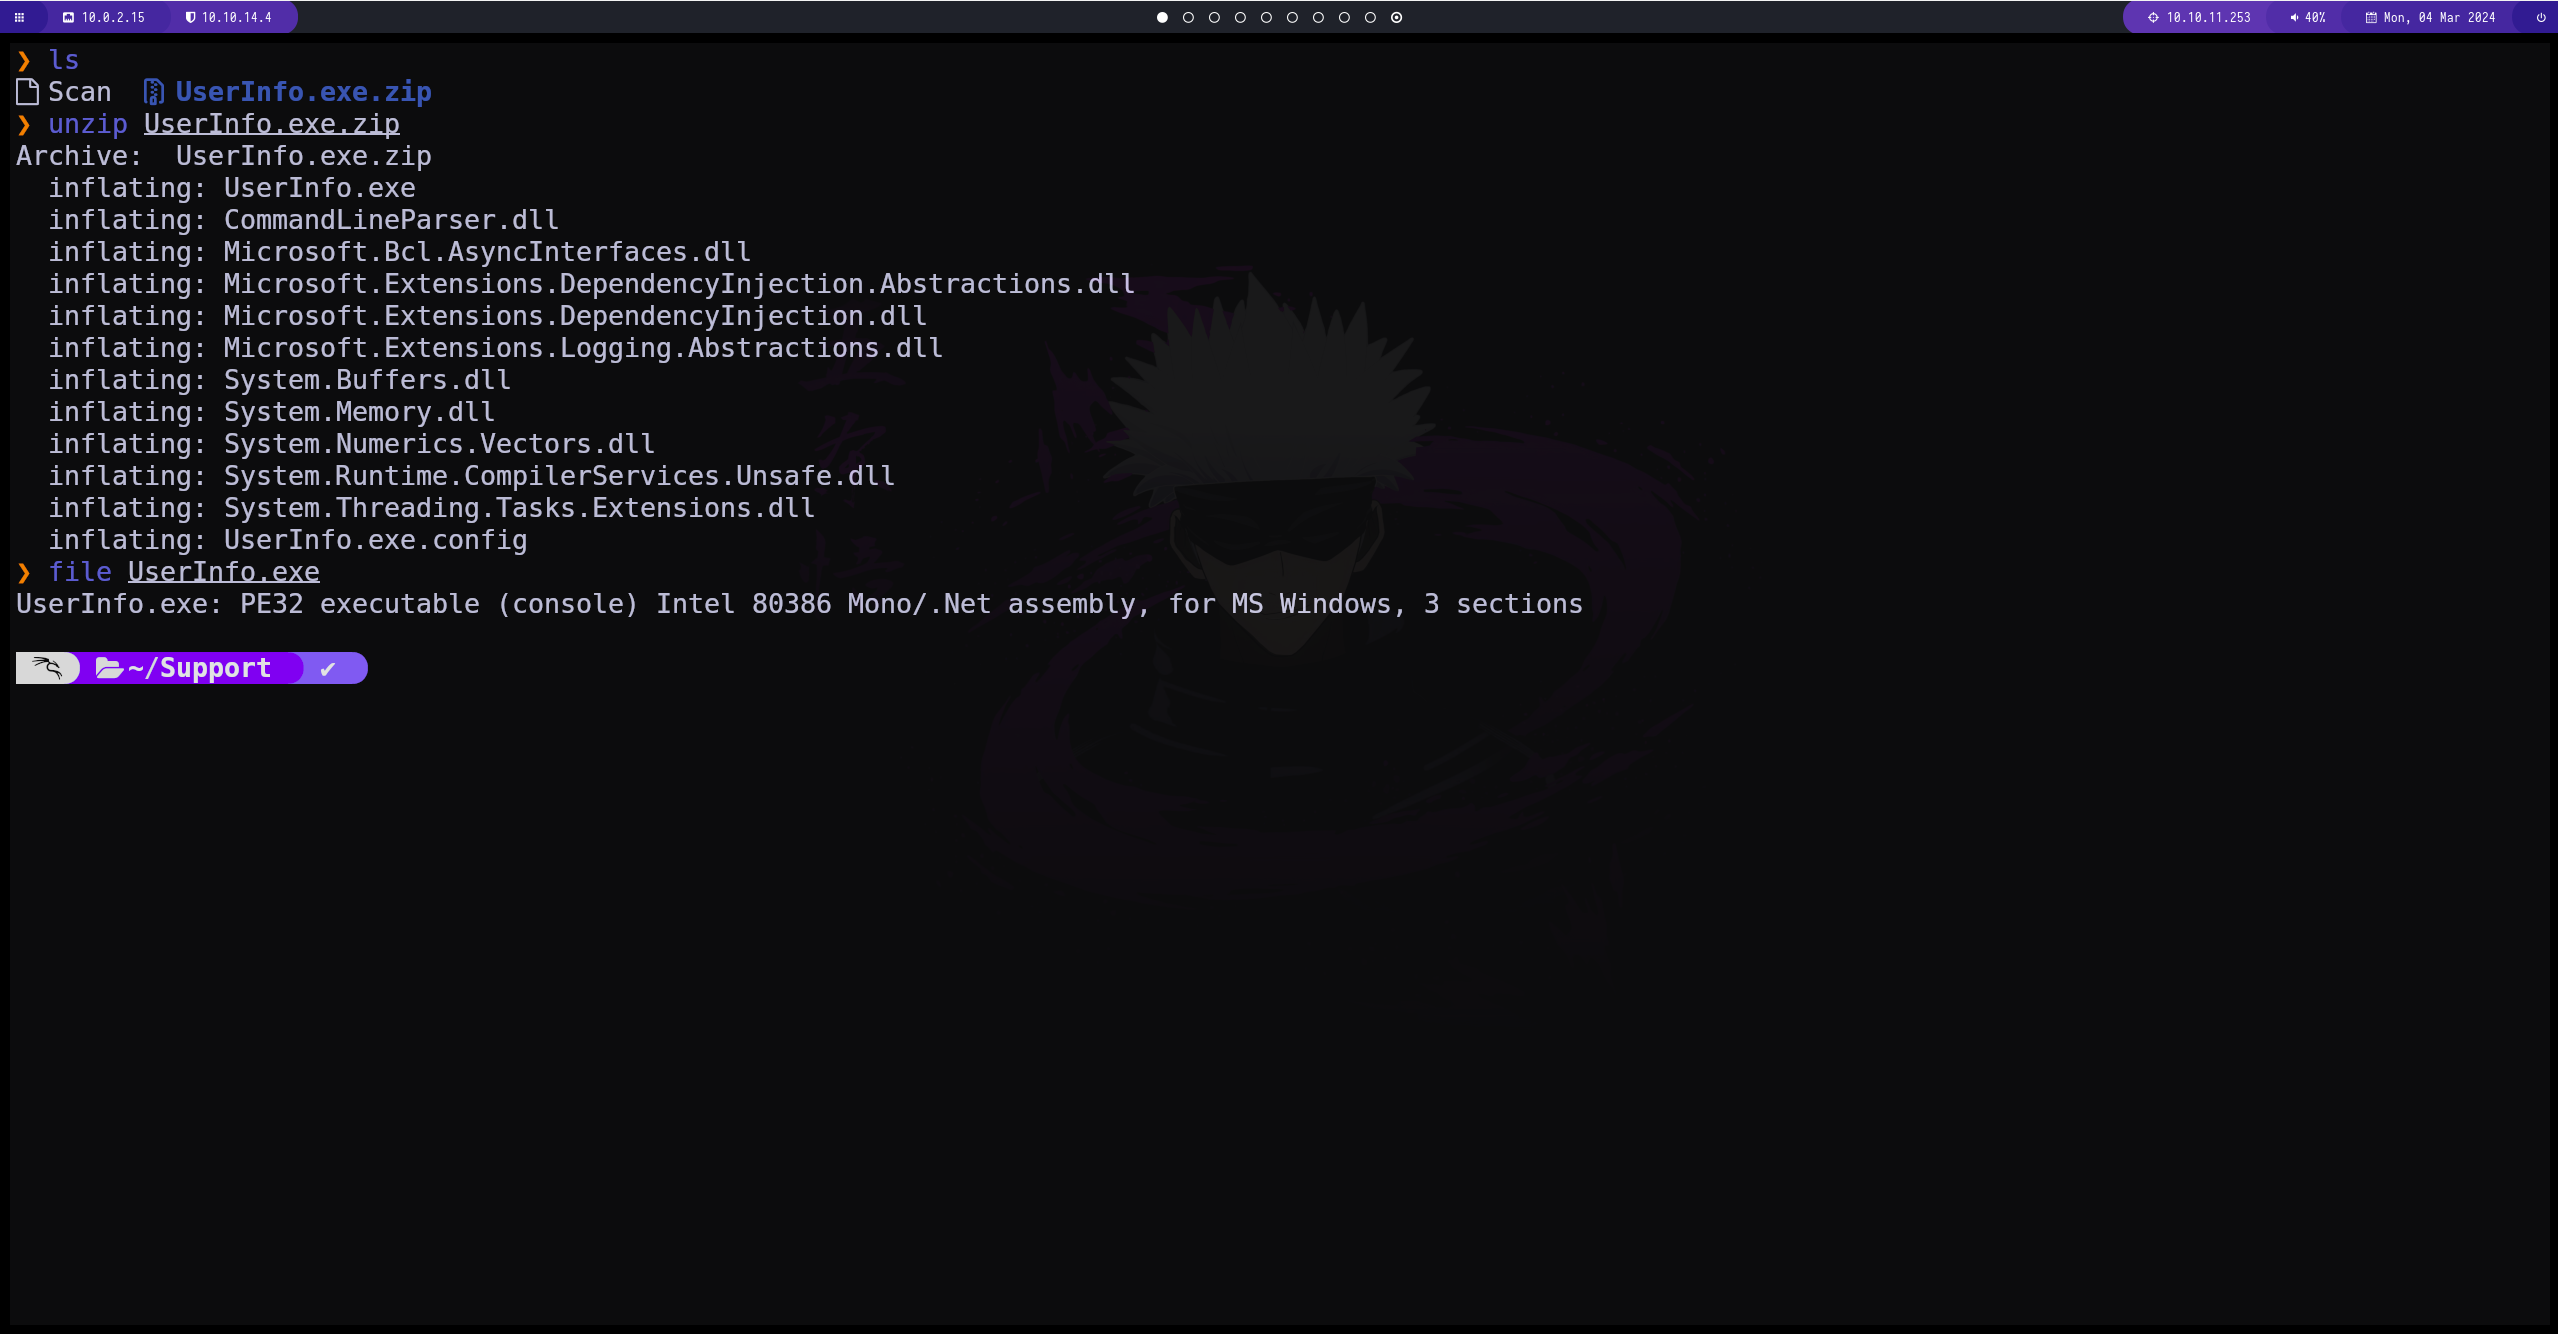 10.0.2.15 10.10.14.4 10.10.11.253 40% Mon, 04 Mar 2024
❯ ls
Scan UserInfo.exe.zip
❯ unzip UserInfo.exe.zip
Archive:  UserInfo.exe.zip
  inflating: UserInfo.exe
  inflating: CommandLineParser.dll
  inflating: Microsoft.Bcl.AsyncInterfaces.dll
  inflating: Microsoft.Extensions.DependencyInjection.Abstractions.dll
  inflating: Microsoft.Extensions.DependencyInjection.dll
  inflating: Microsoft.Extensions.Logging.Abstractions.dll
  inflating: System.Buffers.dll
  inflating: System.Memory.dll
  inflating: System.Numerics.Vectors.dll
  inflating: System.Runtime.CompilerServices.Unsafe.dll
  inflating: System.Threading.Tasks.Extensions.dll
  inflating: UserInfo.exe.config
❯ file UserInfo.exe
UserInfo.exe: PE32 executable (console) Intel 80386 Mono/.Net assembly, for MS Windows, 3 sections
~/Support ✔